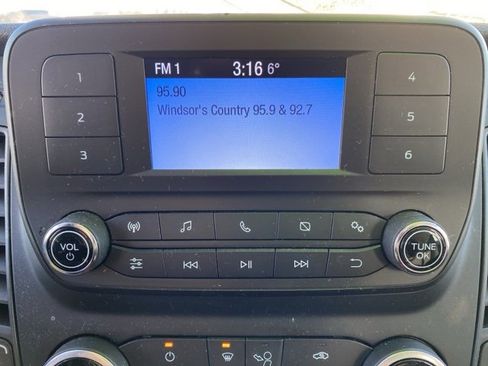 FM 1 3:16 6°
95.90
Windsor's Country 95.9 & 92.7
1
2
3
4
5
6
VOL
TUNE
OK